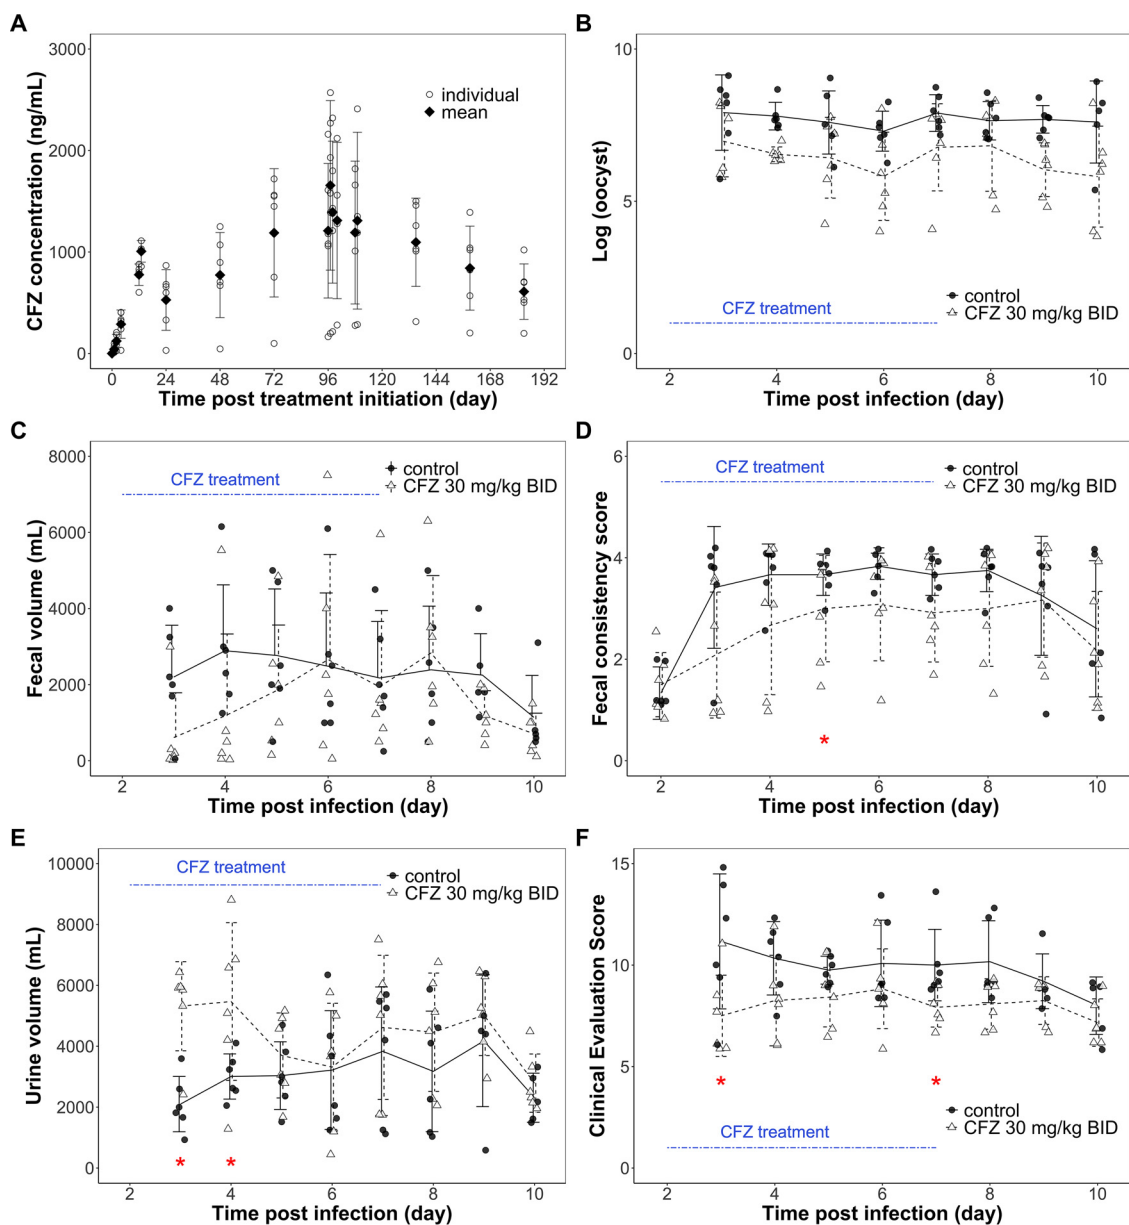 A
CFZ concentration (ng/mL)
3000
2000
1000
0
individual
mean
0 24 48 72 96 120 144 168 192
Time post treatment initiation (day)
B
Log (oocyst)
10
5
0
CFZ treatment
control
CFZ 30 mg/kg BID
2 4 6 8 10
Time post infection (day)
C
Fecal volume (mL)
8000
6000
4000
2000
0
CFZ treatment
control
CFZ 30 mg/kg BID
2 4 6 8 10
Time post infection (day)
D
Fecal consistency score
6
4
2
0
CFZ treatment
control
CFZ 30 mg/kg BID
*
2 4 6 8 10
Time post infection (day)
E
Urine volume (mL)
10000
8000
6000
4000
2000
0
CFZ treatment
control
CFZ 30 mg/kg BID
* *
2 4 6 8 10
Time post infection (day)
F
Clinical Evaluation Score
15
10
5
0
* *
CFZ treatment
control
CFZ 30 mg/kg BID
2 4 6 8 10
Time post infection (day)